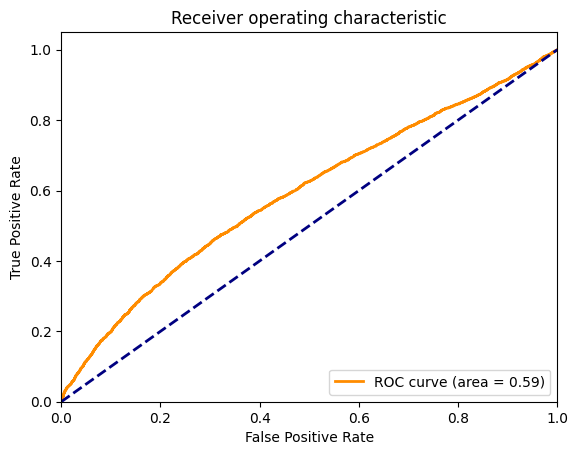 Receiver operating characteristic
1.0
0.8
0.6
0.4
0.2
0.0
True Positive Rate
ROC curve (area = 0.59)
0.0 0.2 0.4 0.6 0.8 1.0
False Positive Rate